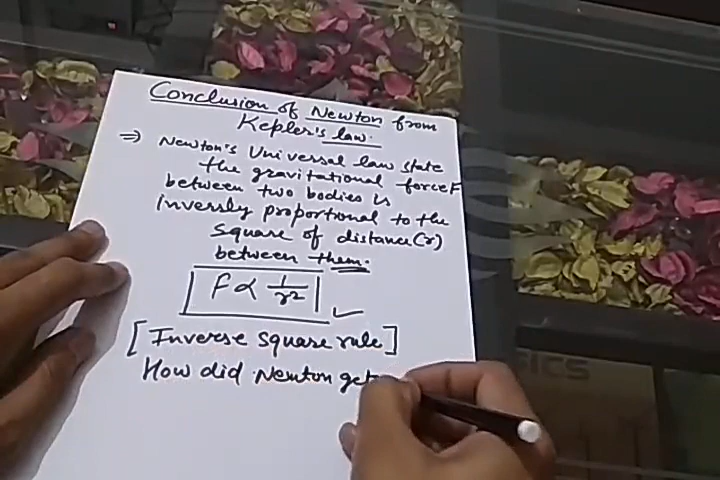 Conclusion of Newton from
Kepler's law.
⇒ Newton's Universal law state
the gravitational force F
between two bodies is
inversly proportional to the
square of distance(r)
between them.
F ∝ 1/r²
[Inverse square rule]
How did Newton get
SICS